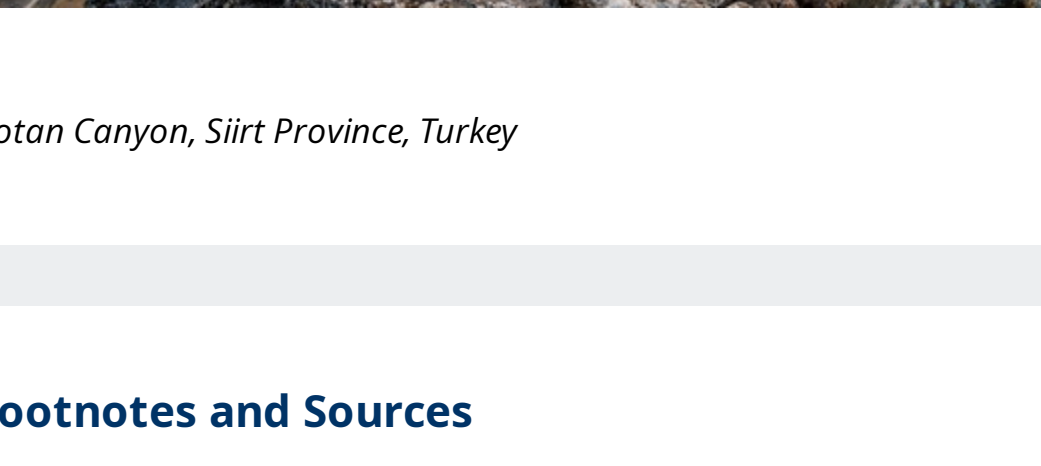 otan Canyon, Siirt Province, Turkey
ootnotes and Sources